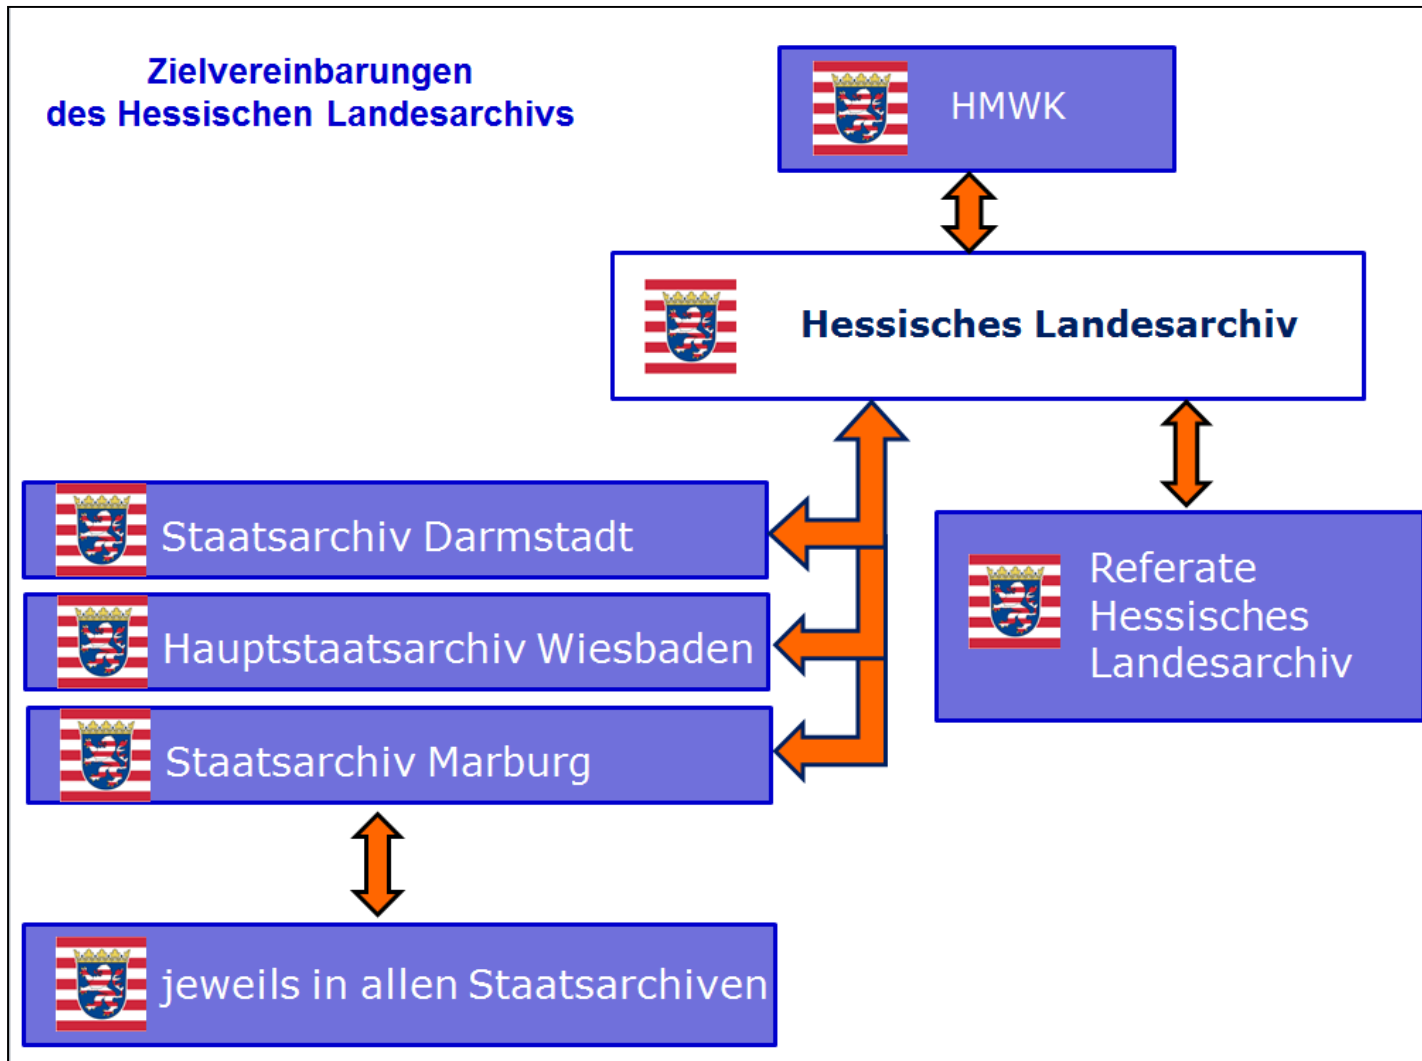 Zielvereinbarungen
des Hessischen Landesarchivs
HMWK
Hessisches Landesarchiv
Staatsarchiv Darmstadt
Hauptstaatsarchiv Wiesbaden
Staatsarchiv Marburg
Referate
Hessisches
Landesarchiv
jeweils in allen Staatsarchiven